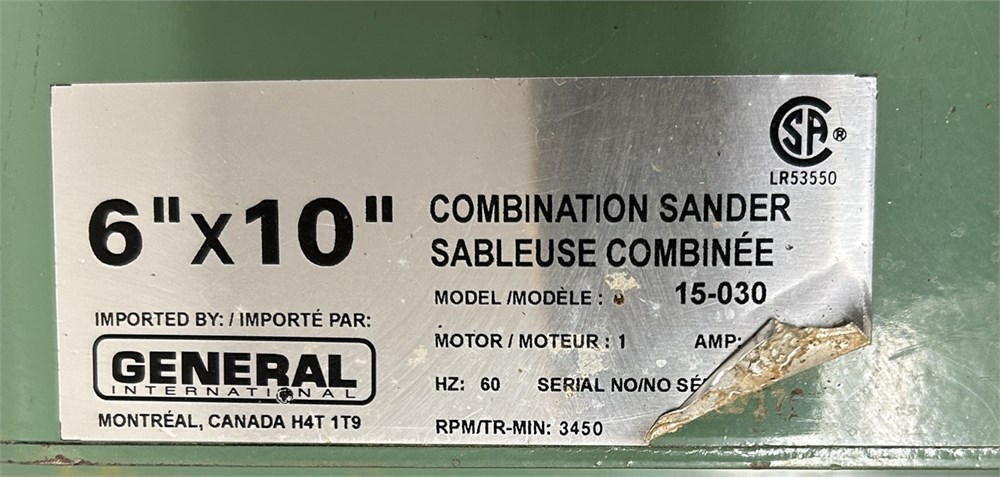 SA ®
LR53550
6"x10"
COMBINATION SANDER
SABLEUSE COMBINÉE
MODEL /MODÈLE : 15-030
IMPORTED BY: / IMPORTÉ PAR:
MOTOR / MOTEUR : 1 AMP:
GENERAL
INTERNATIONAL
HZ: 60 SERIAL NO/NO SÉ
MONTRÉAL, CANADA H4T 1T9
RPM/TR-MIN: 3450